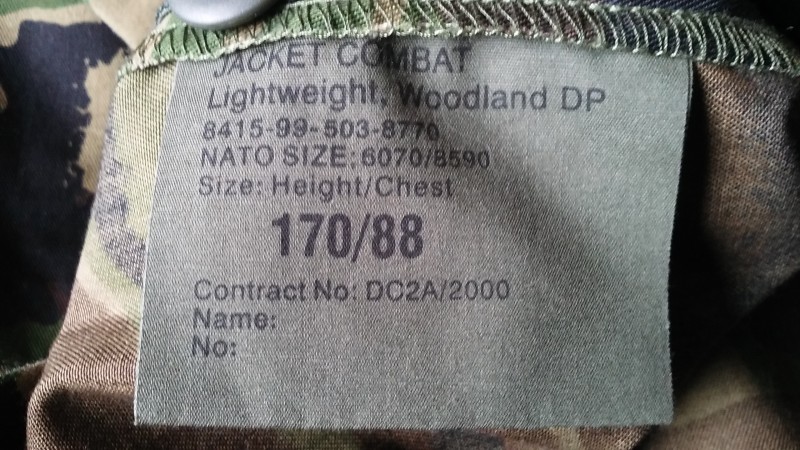 JACKET COMBAT
Lightweight, Woodland DP
8415-99-503-8770
NATO SIZE:6070/8590
Size: Height/Chest
170/88
Contract No: DC2A/2000
Name:
No: